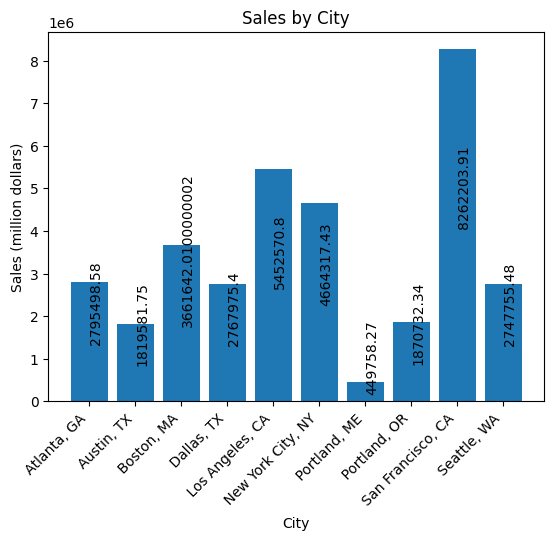 Sales by City
1e6
Sales (million dollars)
8
7
6
5
4
3
2
1
0
2795498.58
1819581.75
3661642.0100000002
2767975.4
5452570.8
4664317.43
449758.27
1870732.34
8262203.91
2747755.48
Atlanta, GA
Austin, TX
Boston, MA
Dallas, TX
Los Angeles, CA
New York City, NY
Portland, ME
Portland, OR
San Francisco, CA
Seattle, WA
City